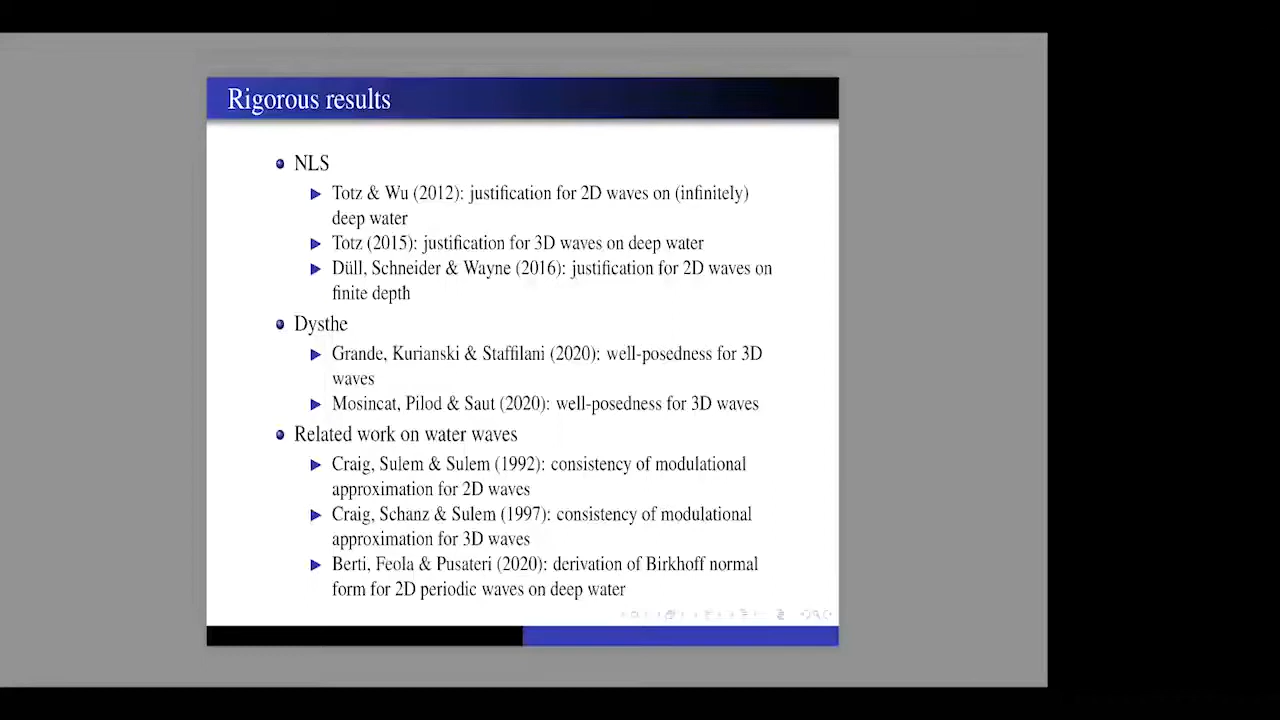 Rigorous results
NLS
Totz & Wu (2012): justification for 2D waves on (infinitely)
deep water
Totz (2015): justification for 3D waves on deep water
Düll, Schneider & Wayne (2016): justification for 2D waves on
finite depth
Dysthe
Grande, Kurianski & Staffilani (2020): well-posedness for 3D
waves
Mosincat, Pilod & Saut (2020): well-posedness for 3D waves
Related work on water waves
Craig, Sulem & Sulem (1992): consistency of modulational
approximation for 2D waves
Craig, Schanz & Sulem (1997): consistency of modulational
approximation for 3D waves
Berti, Feola & Pusateri (2020): derivation of Birkhoff normal
form for 2D periodic waves on deep water